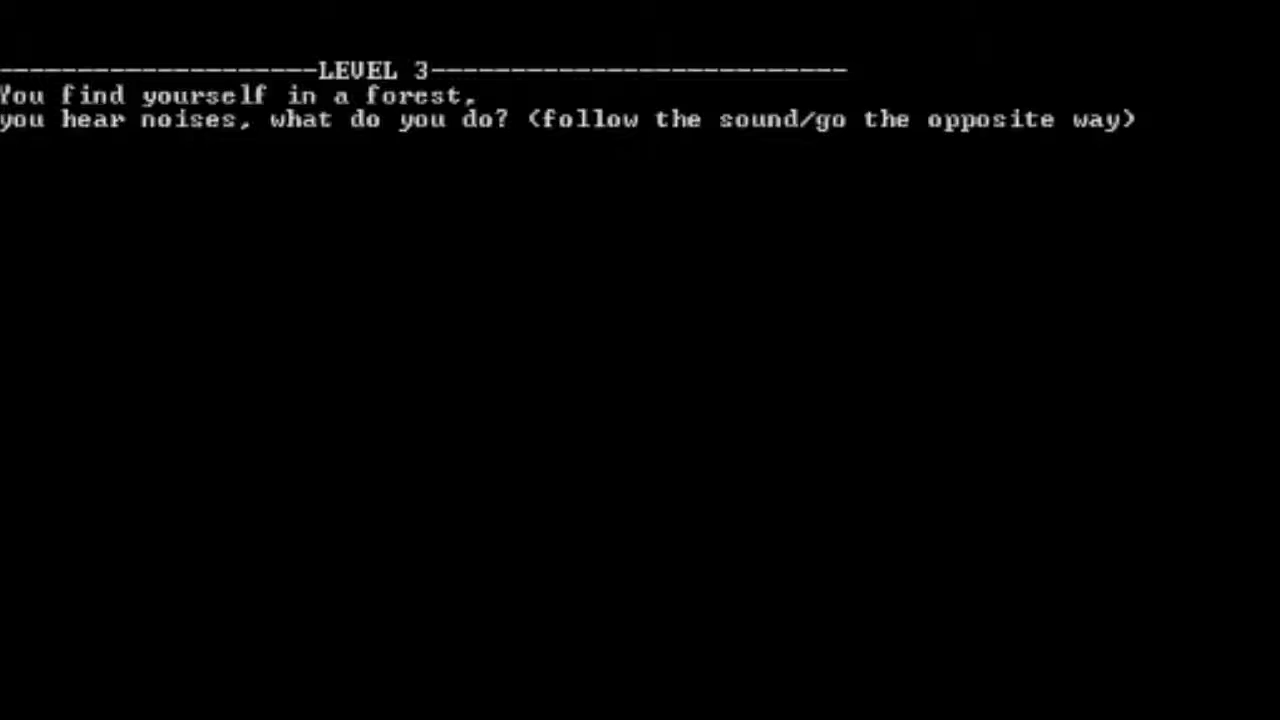 --------------------LEVEL 3--------------------------
You find yourself in a forest,
you hear noises, what do you do? (follow the sound/go the opposite way)